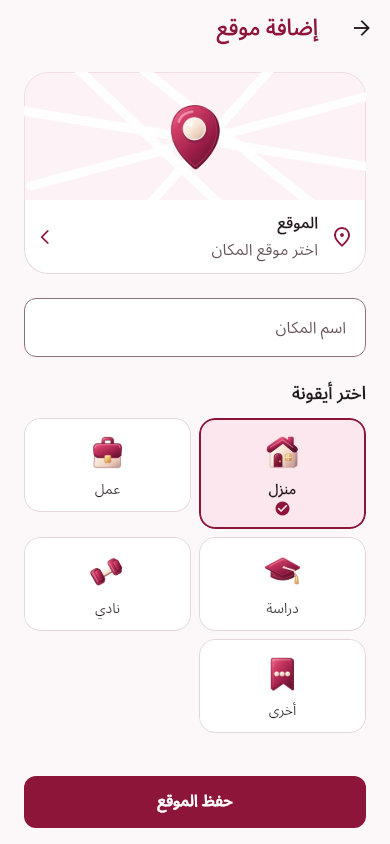 إضافة موقع
الموقع
اختر موقع المكان
اسم المكان
اختر أيقونة
منزل
عمل
دراسة
نادي
أخرى
حفظ الموقع